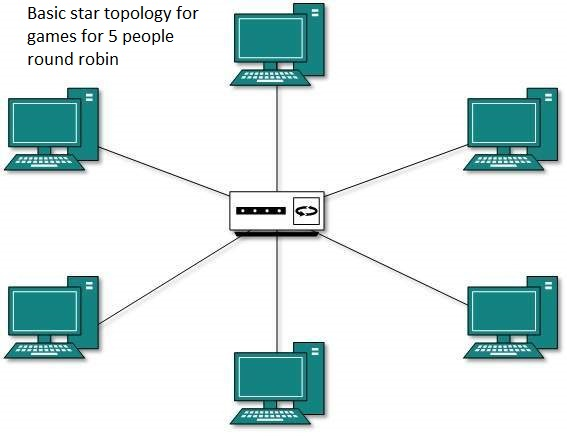 Basic star topology for
games for 5 people
round robin